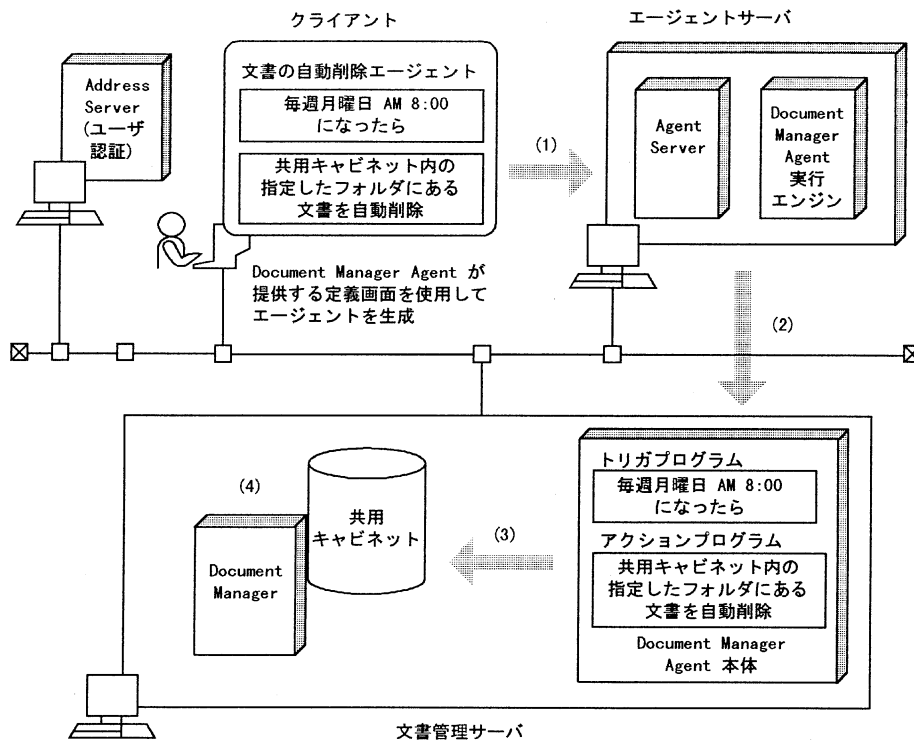 クライアント
エージェントサーバ
Address
Server
(ユーザ
認証)
文書の自動削除エージェント
毎週月曜日 AM 8:00
になったら
共用キャビネット内の
指定したフォルダにある
文書を自動削除
(1)
Agent
Server
Document
Manager
Agent
実行
エンジン
Document Manager Agent が
提供する定義画面を使用して
エージェントを生成
(2)
トリガプログラム
毎週月曜日 AM 8:00
になったら
アクションプログラム
共用キャビネット内の
指定したフォルダにある
文書を自動削除
Document Manager
Agent 本体
(3)
(4)
共用
キャビネット
Document
Manager
文書管理サーバ